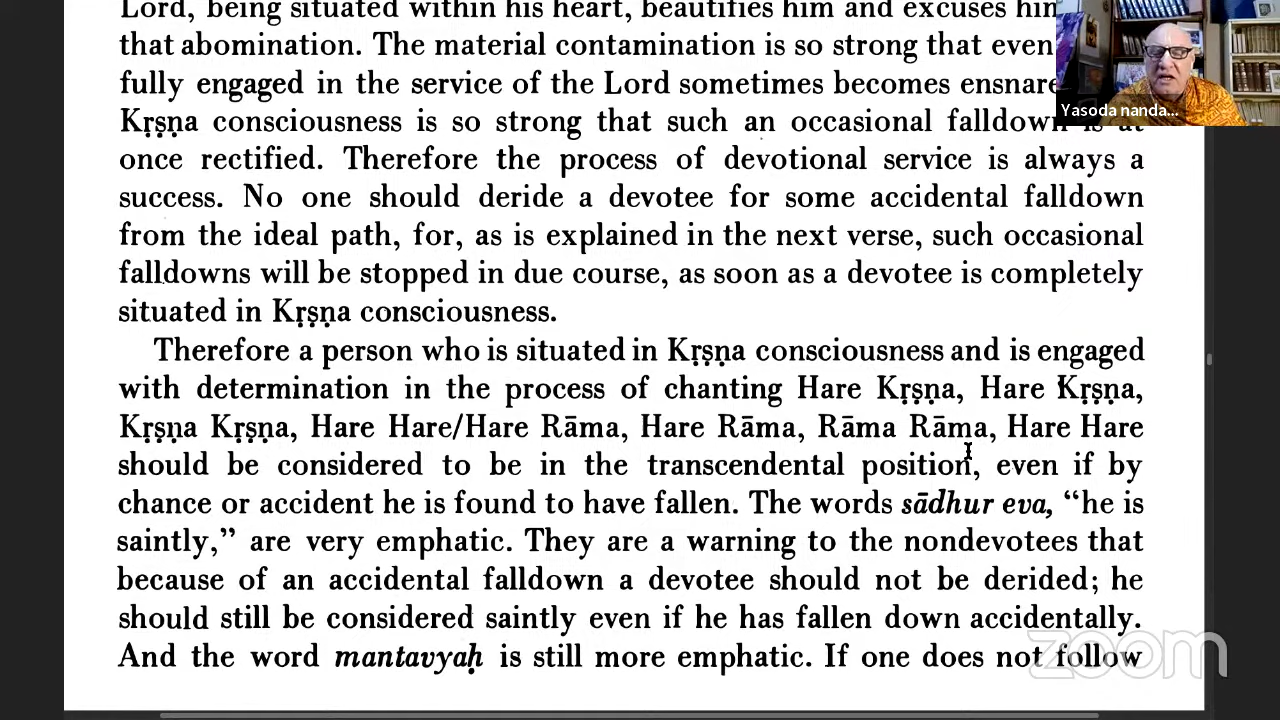 Lord, being situated within his heart, beautifies him and excuses him
that abomination. The material contamination is so strong that even
fully engaged in the service of the Lord sometimes becomes ensnare
Kṛṣṇa consciousness is so strong that such an occasional falldown is at
once rectified. Therefore the process of devotional service is always a
success. No one should deride a devotee for some accidental falldown
from the ideal path, for, as is explained in the next verse, such occasional
falldowns will be stopped in due course, as soon as a devotee is completely
situated in Kṛṣṇa consciousness.
Therefore a person who is situated in Kṛṣṇa consciousness and is engaged
with determination in the process of chanting Hare Kṛṣṇa, Hare Kṛṣṇa,
Kṛṣṇa Kṛṣṇa, Hare Hare/Hare Rāma, Hare Rāma, Rāma Rāma, Hare Hare
should be considered to be in the transcendental position, even if by
chance or accident he is found to have fallen. The words sādhur eva, “he is
saintly,” are very emphatic. They are a warning to the nondevotees that
because of an accidental falldown a devotee should not be derided; he
should still be considered saintly even if he has fallen down accidentally.
And the word mantavyaḥ is still more emphatic. If one does not follow
Yasoda nanda...
zoom